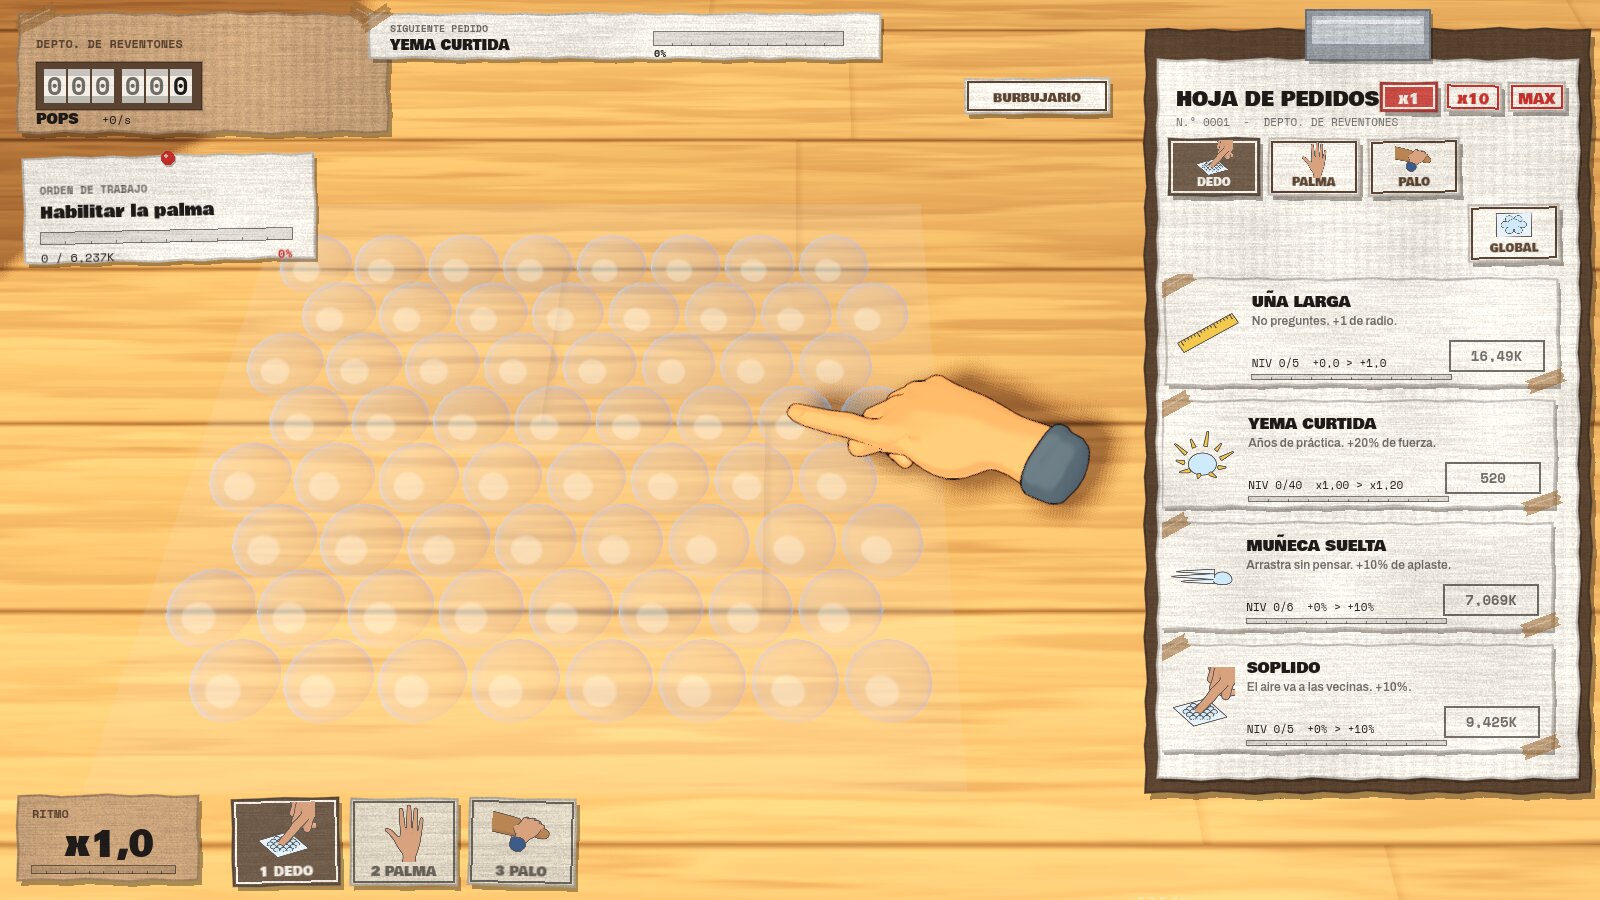 DEPTO. DE REVENTONES
000 000
POPS +0/s
SIGUIENTE PEDIDO
YEMA CURTIDA
0%
BURBUJARIO
ORDEN DE TRABAJO
Habilitar la palma
0 / 6,237K 0%
HOJA DE PEDIDOS x1 x10 MAX
N.º 0001 - DEPTO. DE REVENTONES
DEDO PALMA PALO
GLOBAL
UÑA LARGA
No preguntes. +1 de radio.
NIV 0/5 +0,0 > +1,0 16,49K
YEMA CURTIDA
Años de práctica. +20% de fuerza.
NIV 0/40 x1,00 > x1,20 520
MUÑECA SUELTA
Arrastra sin pensar. +10% de aplaste.
NIV 0/6 +0% > +10% 7,069K
SOPLIDO
El aire va a las vecinas. +10%.
NIV 0/5 +0% > +10% 9,425K
RITMO
x1,0
1 DEDO 2 PALMA 3 PALO